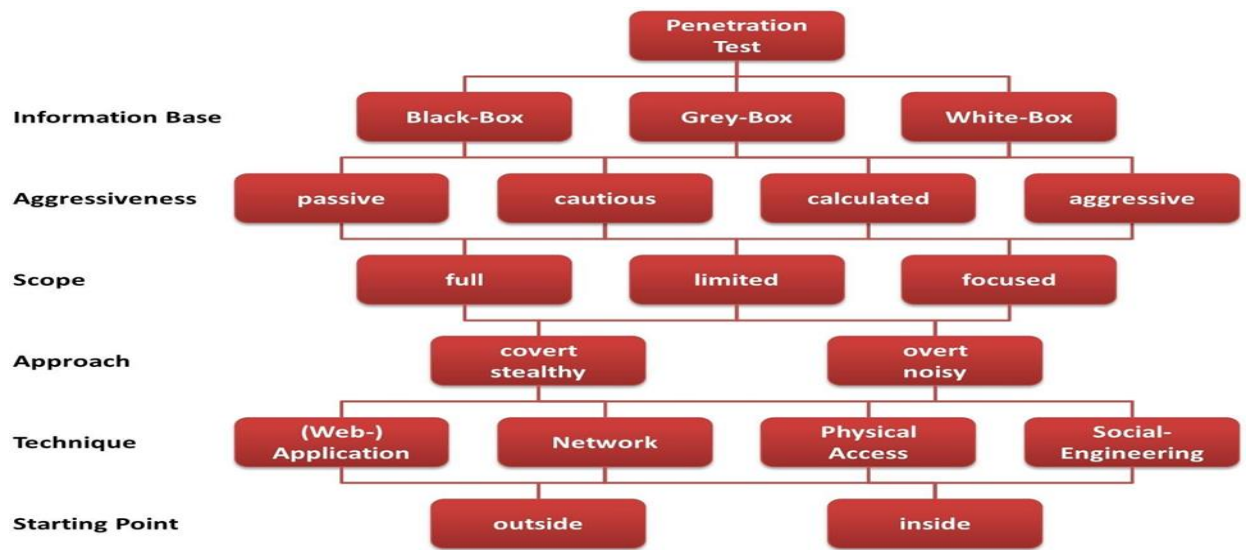 Penetration
Test
Information Base
Black-Box
Grey-Box
White-Box
Aggressiveness
passive
cautious
calculated
aggressive
Scope
full
limited
focused
Approach
covert
stealthy
overt
noisy
Technique
(Web-)
Application
Network
Physical
Access
Social-
Engineering
Starting Point
outside
inside